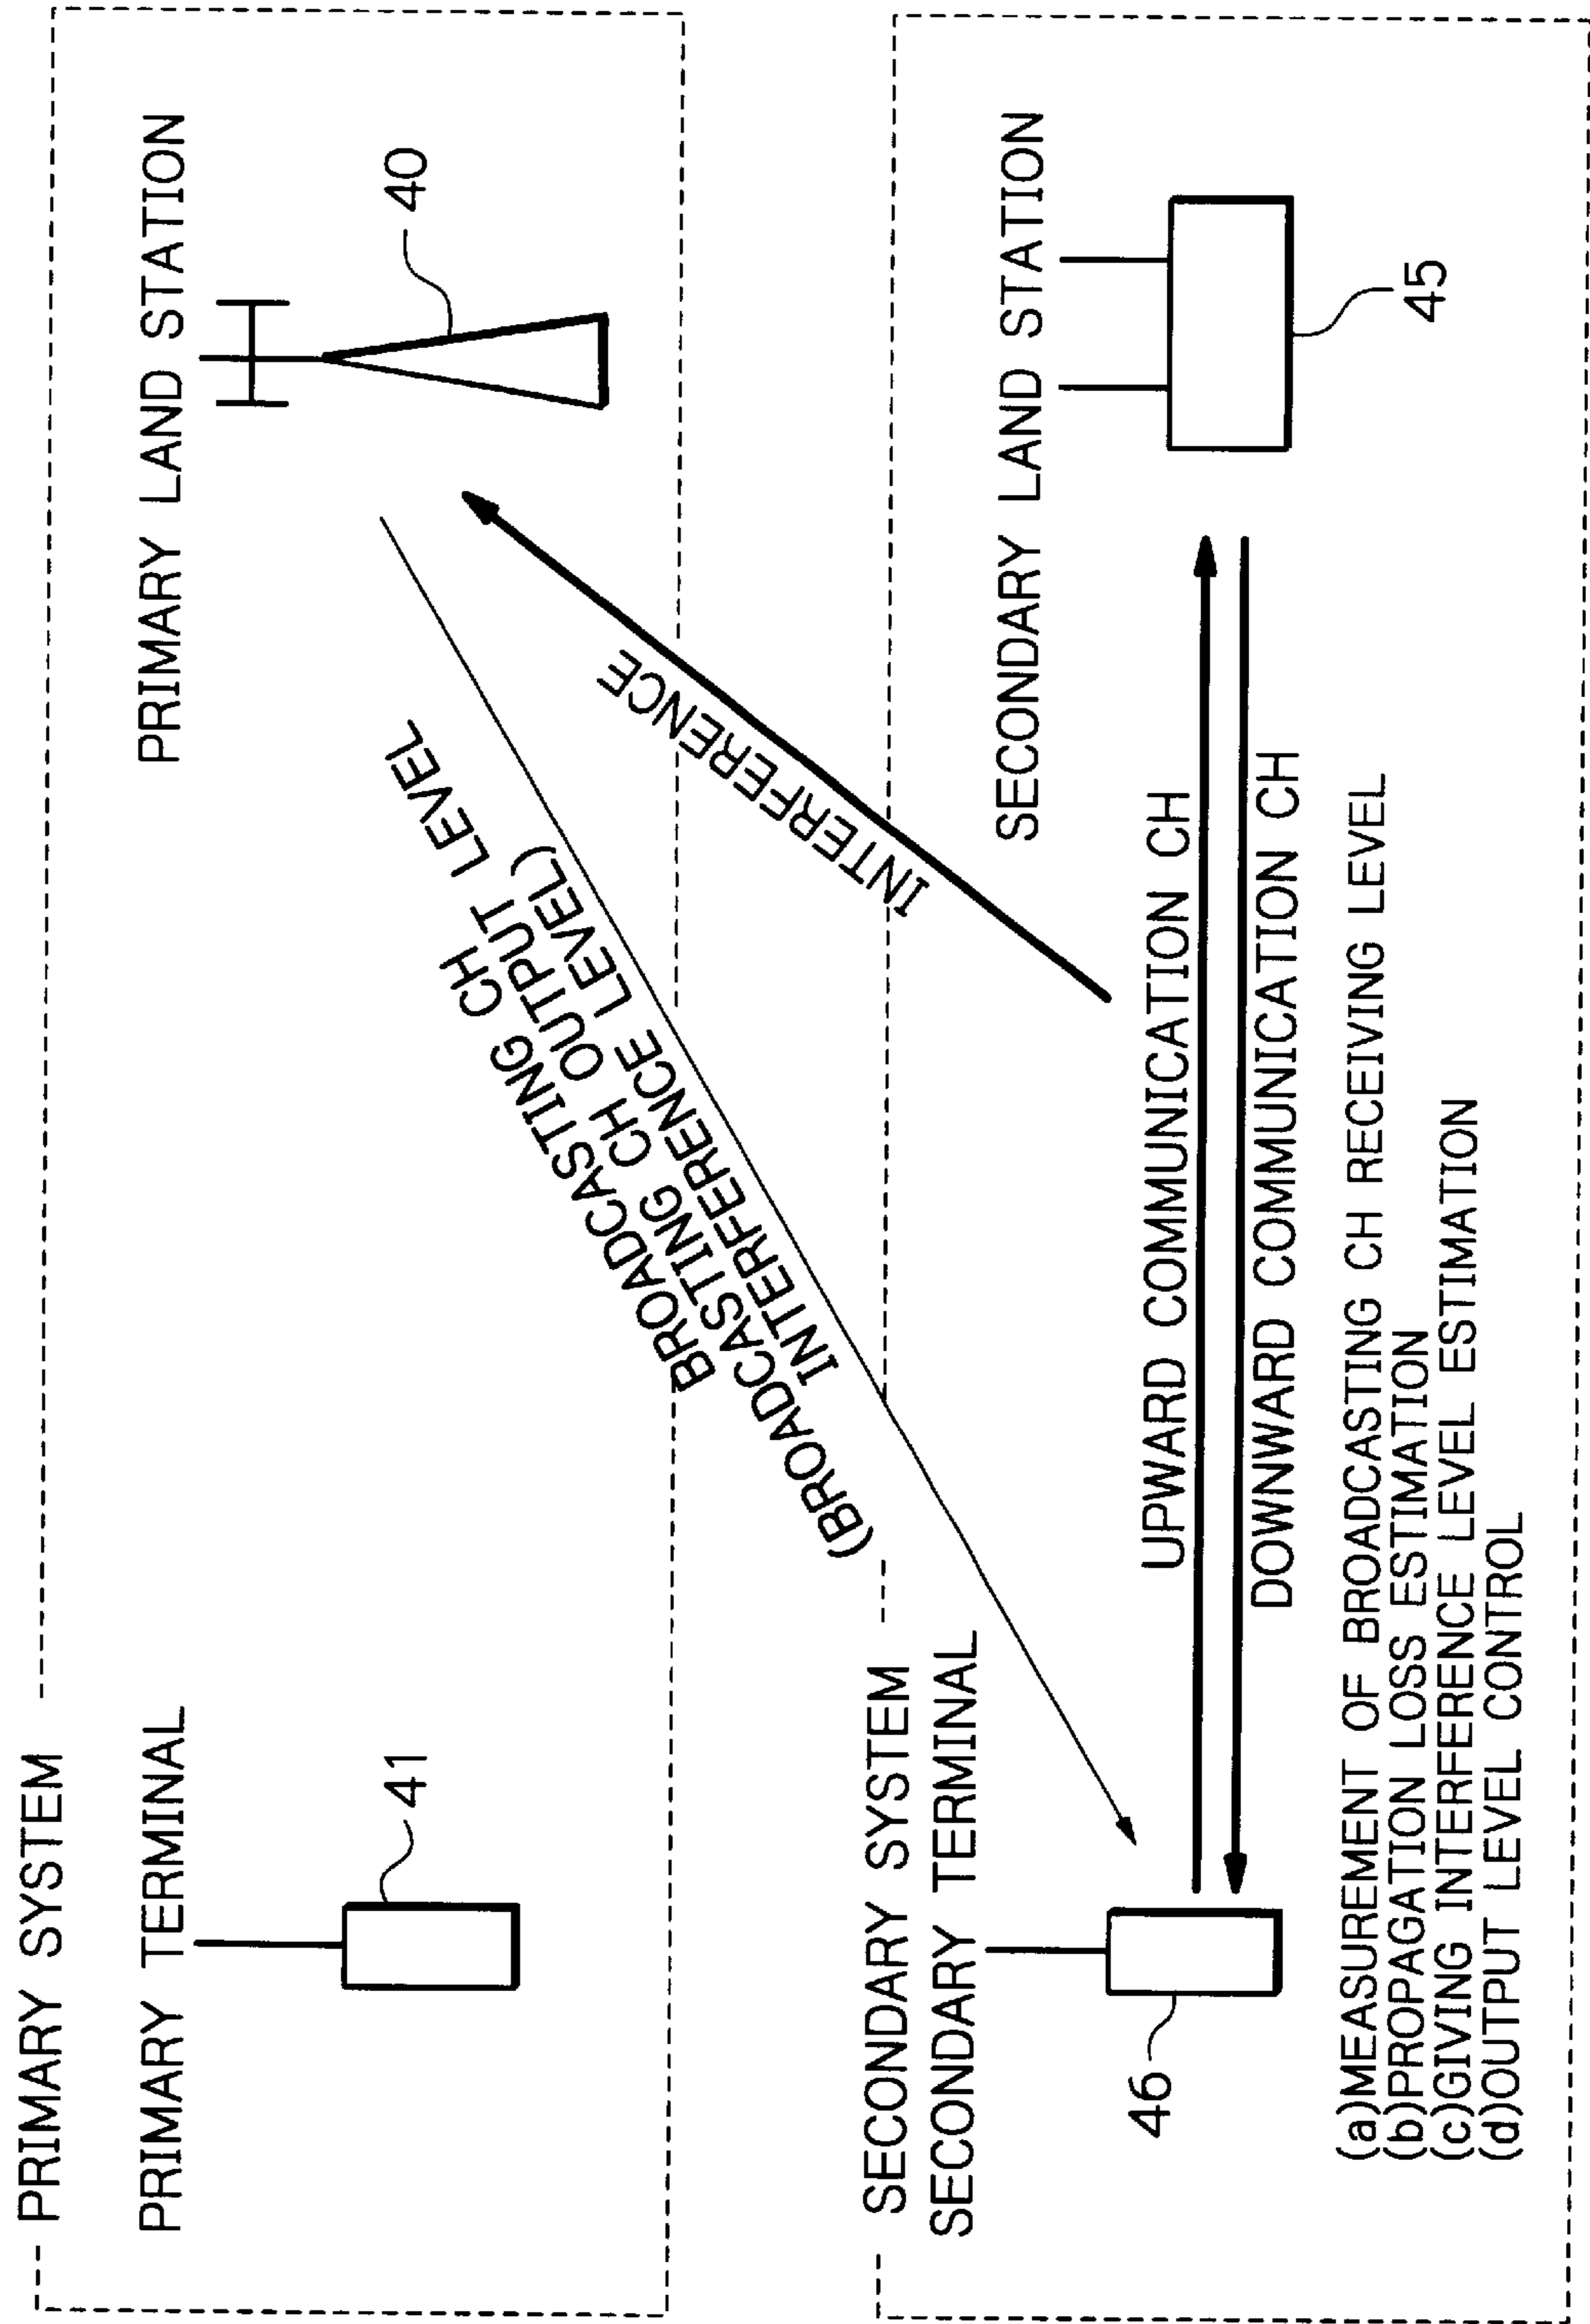 PRIMARY SYSTEM
PRIMARY TERMINAL
41
PRIMARY LAND STATION
40
BROADCASTING CH LEVEL
(BROADCASTING CH OUTPUT LEVEL
INTERFERENCE LEVEL)
INTERFERENCE
SECONDARY SYSTEM
SECONDARY TERMINAL
46
SECONDARY LAND STATION
45
UPWARD COMMUNICATION CH
DOWNWARD COMMUNICATION CH
(a)MEASUREMENT OF BROADCASTING CH RECEIVING LEVEL
(b)PROPAGATION LOSS ESTIMATION
(c)GIVING INTERFERENCE LEVEL ESTIMATION
(d)OUTPUT LEVEL CONTROL